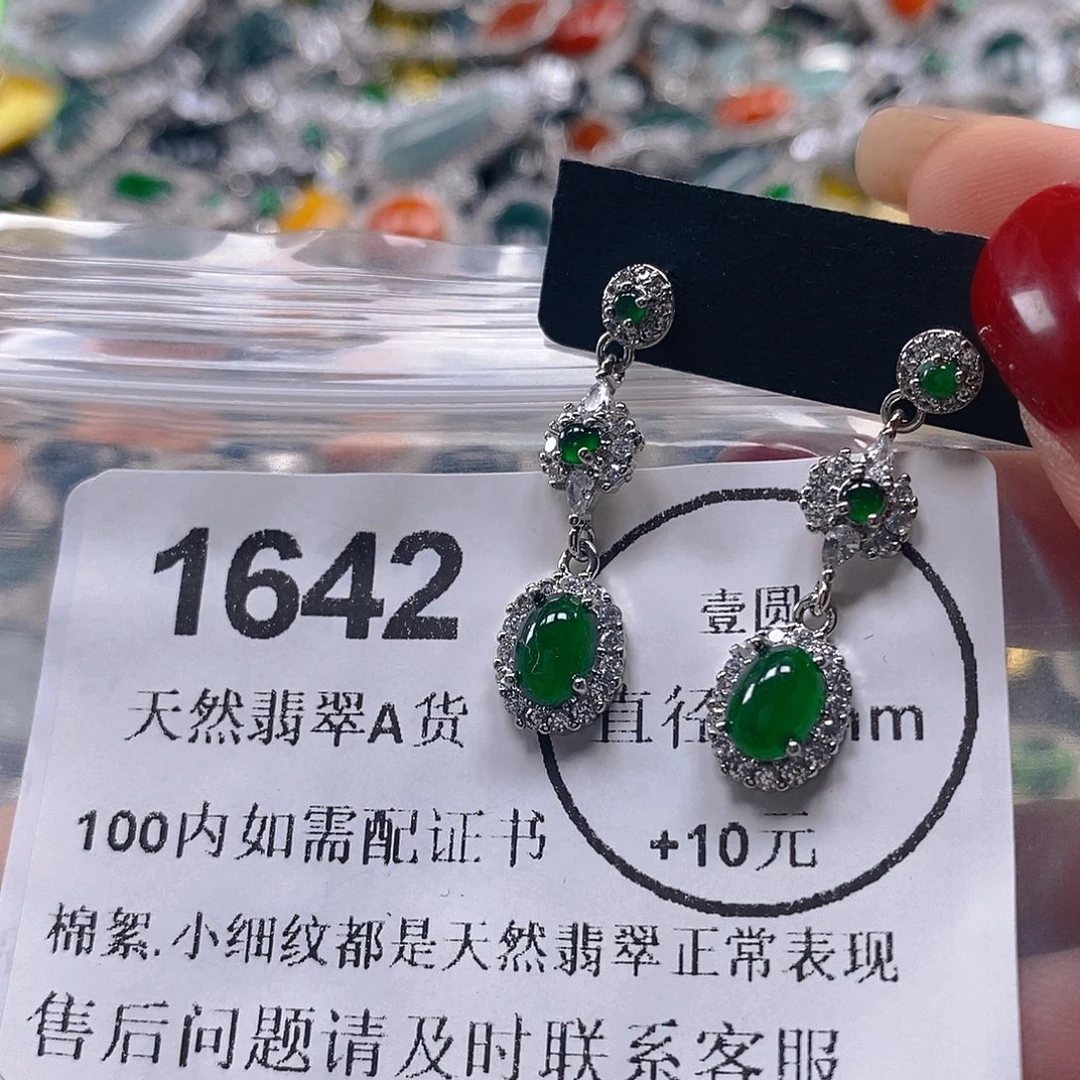 1642
壹圆
天然翡翠A货
直径 mm
100内如需配证书
+10元
棉絮.小细纹都是天然翡翠正常表现
售后问题请及时联系客服